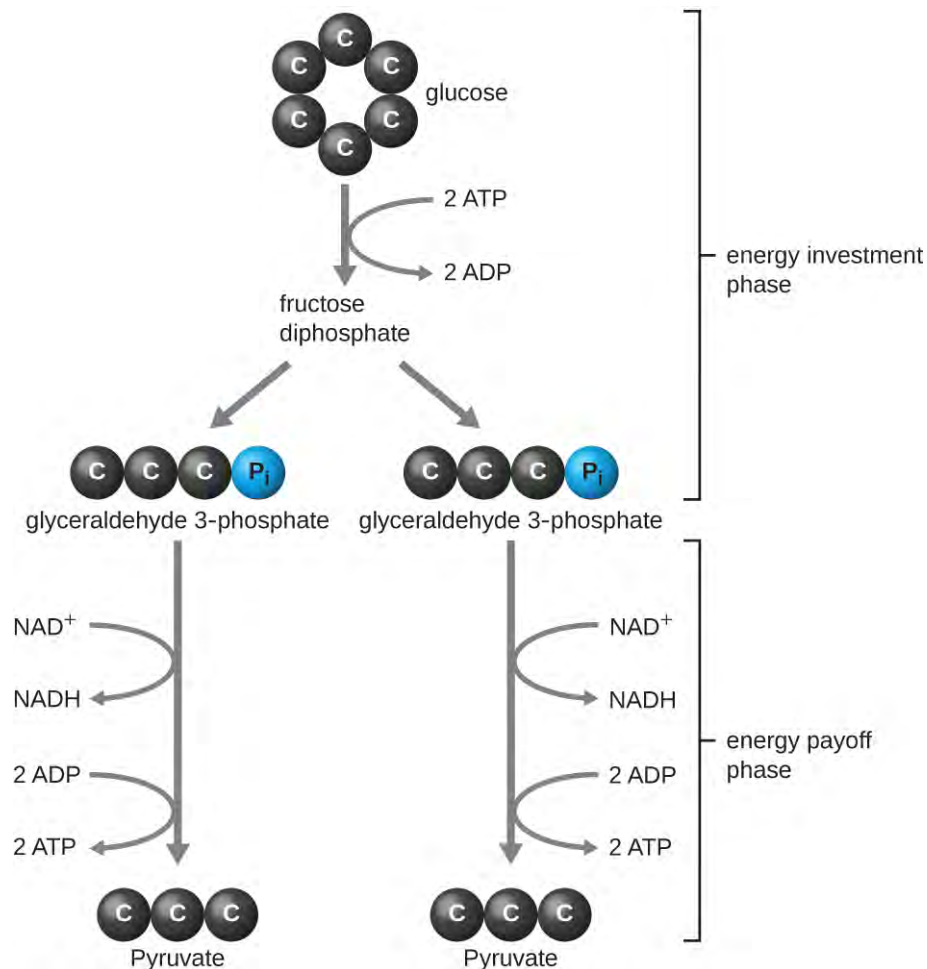 C
C
C
C
C
C
glucose
2 ATP
2 ADP
energy investment
phase
fructose
diphosphate
C C C Pi
C C C Pi
glyceraldehyde 3-phosphate
glyceraldehyde 3-phosphate
NAD+
NADH
2 ADP
2 ATP
NAD+
NADH
2 ADP
2 ATP
energy payoff
phase
C C C
Pyruvate
C C C
Pyruvate